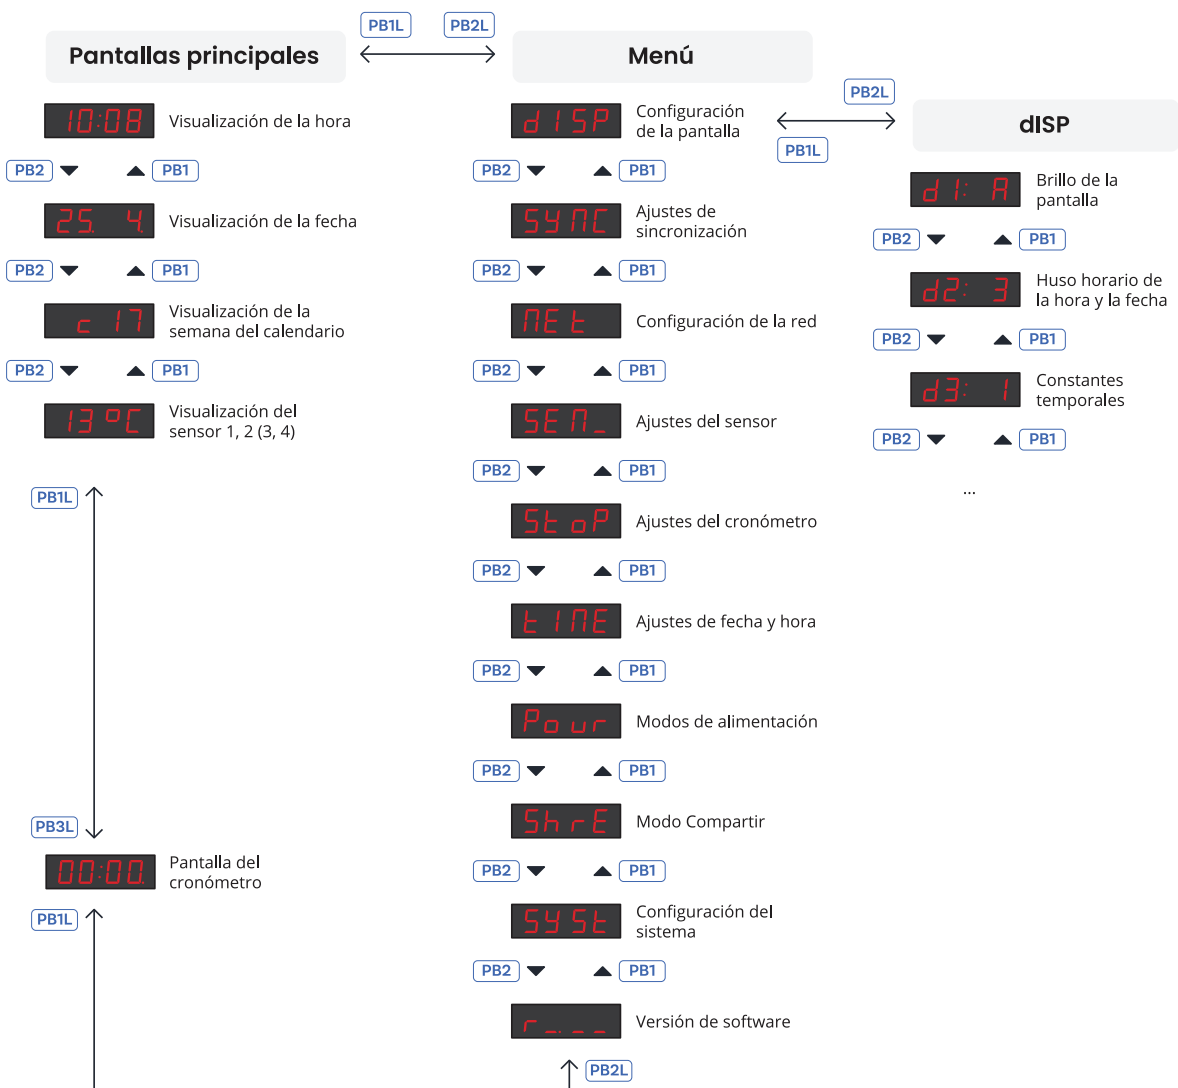 PB1L PB2L
Pantallas principales
Menú
10:08
Visualización de la hora
PB2 PB1
25. 4.
Visualización de la fecha
PB2 PB1
c 17
Visualización de la
semana del calendario
PB2 PB1
13 °C
Visualización del
sensor 1, 2 (3, 4)
PB1L
PB3L
00:00.
Pantalla del
cronómetro
PB1L
dISP
Configuración
de la pantalla
PB2 PB1
SYNC
Ajustes de
sincronización
PB2 PB1
NEt
Configuración de la red
PB2 PB1
SEN_
Ajustes del sensor
PB2 PB1
StoP
Ajustes del cronómetro
PB2 PB1
tIME
Ajustes de fecha y hora
PB2 PB1
Pour
Modos de alimentación
PB2 PB1
ShrE
Modo Compartir
PB2 PB1
SYSt
Configuración del
sistema
PB2 PB1
r _._ _
Versión de software
PB2L
PB2L
PB1L
dISP
d1: A
Brillo de la
pantalla
PB2 PB1
d2: 3
Huso horario de
la hora y la fecha
PB2 PB1
d3: 1
Constantes
temporales
PB2 PB1
...